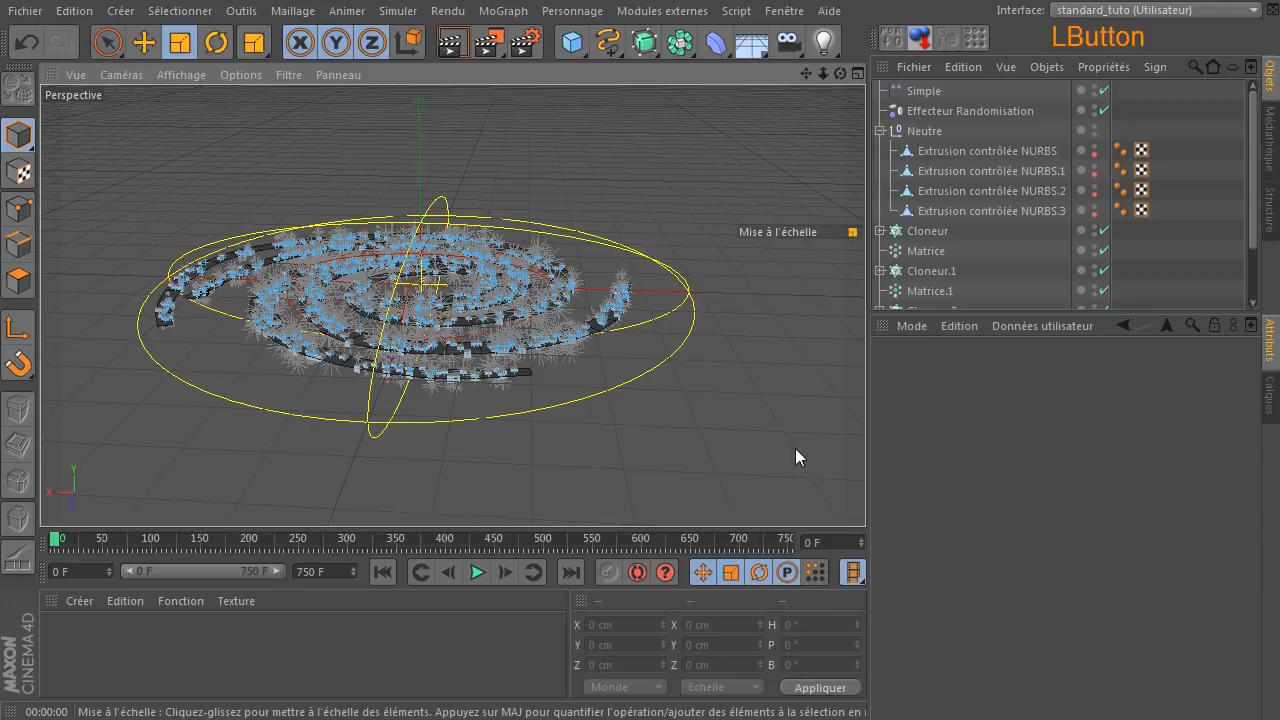 Fichier Edition Créer Sélectionner Outils Maillage Animer Simuler Rendu MoGraph Personnage Modules externes Script Fenêtre Aide Interface: standard_tuto (Utilisateur)
X Y Z PSR LButton
Vue Caméras Affichage Options Filtre Panneau
Fichier Edition Vue Objets Propriétés Sign
Perspective
Simple
Effecteur Randomisation
Neutre
Extrusion contrôlée NURBS
Extrusion contrôlée NURBS.1
Extrusion contrôlée NURBS.2
Extrusion contrôlée NURBS.3
Cloneur
Matrice
Cloneur.1
Matrice.1
Objets
Médiathèque
Structure
Mise à l'échelle
Mode Edition Données utilisateur
Attributs
Calques
Y
X
0 50 100 150 200 250 300 350 400 450 500 550 600 650 700 750 0 F
0 F 0 F 750 F 750 F P
Créer Edition Fonction Texture
-- -- --
X 0 cm X 0 cm H 0 °
Y 0 cm Y 0 cm P 0 °
Z 0 cm Z 0 cm B 0 °
Monde Echelle Appliquer
MAXON
CINEMA 4D
00:00:00 Mise à l'échelle : Cliquez-glissez pour mettre à l'échelle des éléments. Appuyez sur MAJ pour quantifier l'opération/ajouter des éléments à la sélection en